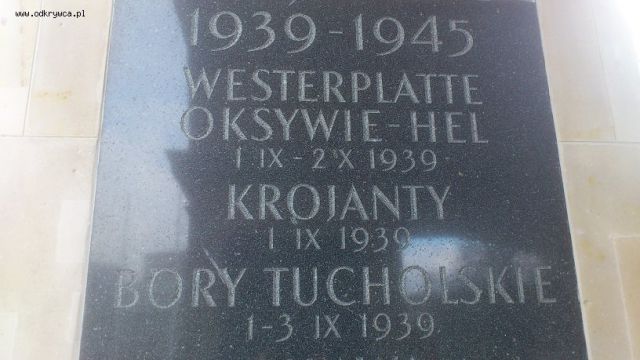 www.odkrywca.pl
1939-1945
WESTERPLATTE
OKSYWIE-HEL
1 IX-2 X 1939
KROJANTY
1 IX 1939
BORY TUCHOLSKIE
1-3 IX 1939